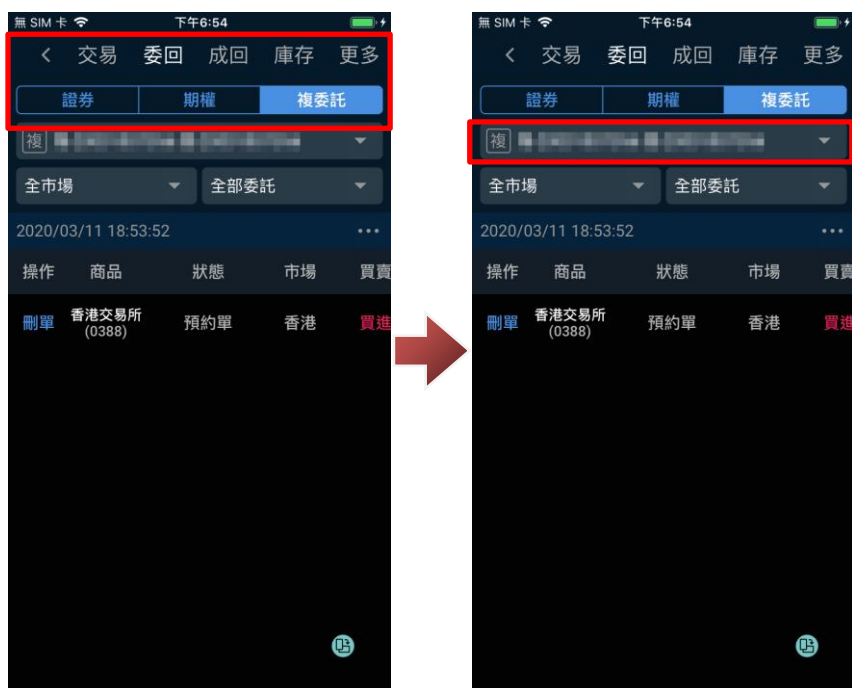 無 SIM 卡 下午6:54
交易 委回 成回 庫存 更多
證券 期權 複委託
複
全市場 全部委託
2020/03/11 18:53:52
操作 商品 狀態 市場 買賣
刪單 香港交易所 預約單 香港 買進
(0388)
無 SIM 卡 下午6:54
交易 委回 成回 庫存 更多
證券 期權 複委託
複
全市場 全部委託
2020/03/11 18:53:52
操作 商品 狀態 市場 買賣
刪單 香港交易所 預約單 香港 買進
(0388)